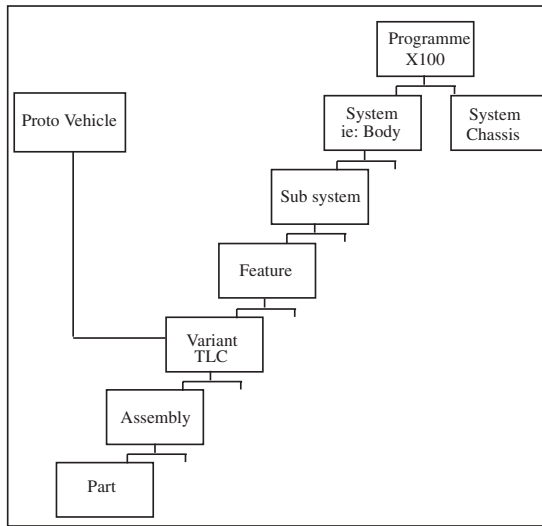 Programme
X100
Proto Vehicle
System
ie: Body
System
Chassis
Sub system
Feature
Variant
TLC
Assembly
Part